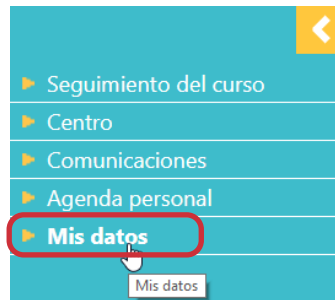 Seguimiento del curso
Centro
Comunicaciones
Agenda personal
Mis datos
Mis datos